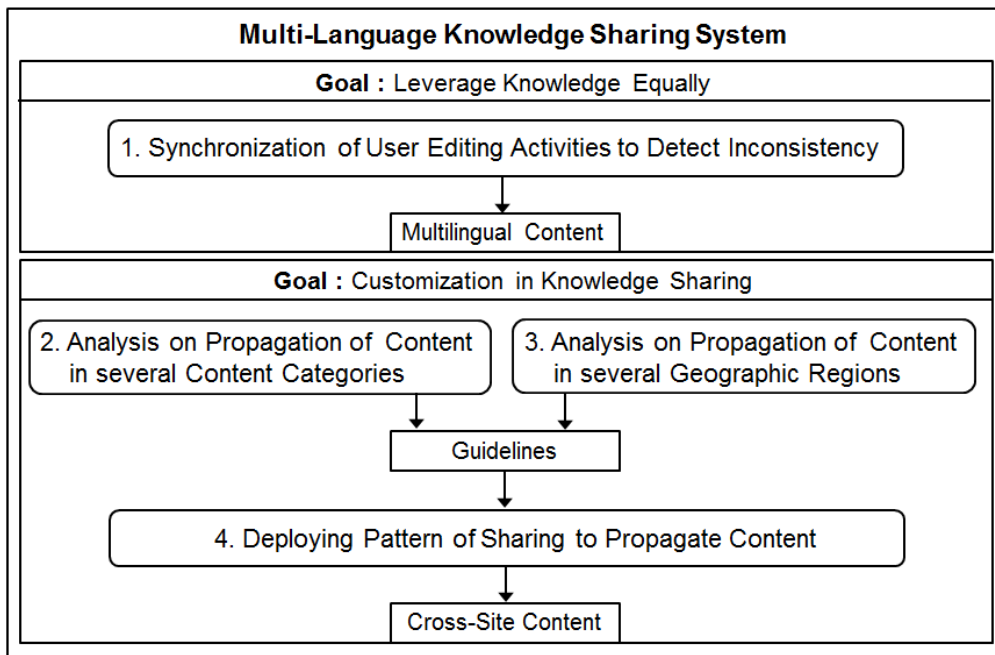 Multi-Language Knowledge Sharing System
Goal : Leverage Knowledge Equally
1. Synchronization of User Editing Activities to Detect Inconsistency
Multilingual Content
Goal : Customization in Knowledge Sharing
2. Analysis on Propagation of Content
in several Content Categories
3. Analysis on Propagation of Content
in several Geographic Regions
Guidelines
4. Deploying Pattern of Sharing to Propagate Content
Cross-Site Content